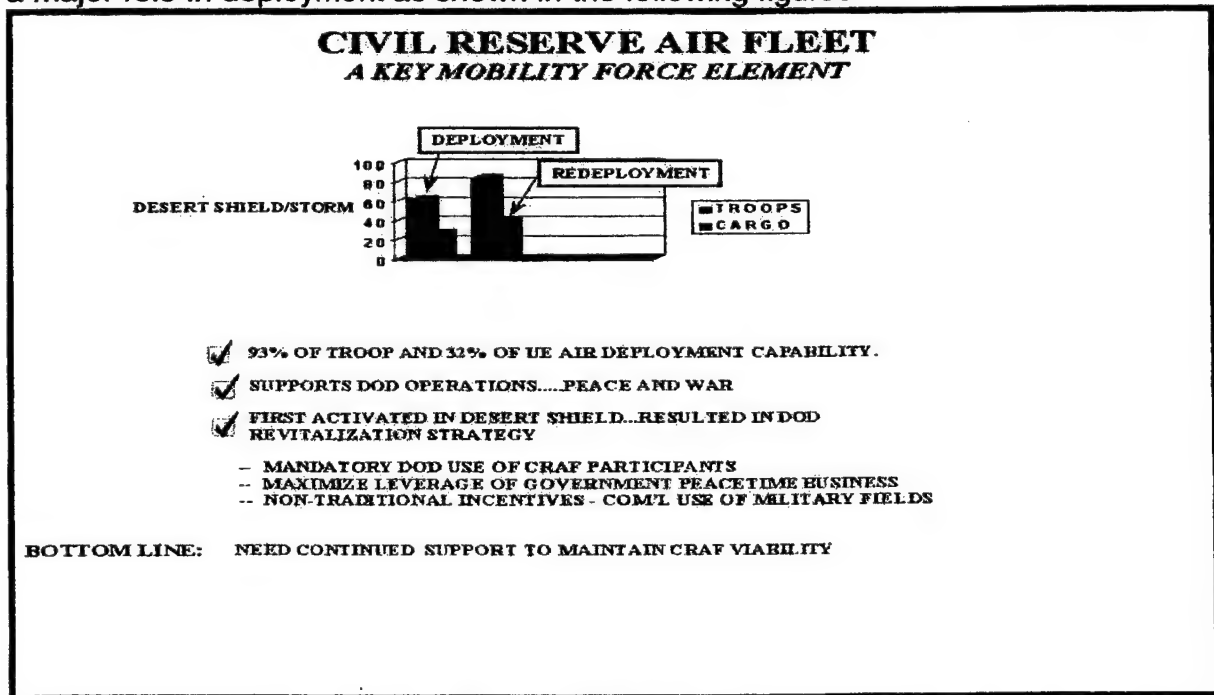 a major role in deployment as shown in the following figure:
CIVIL RESERVE AIR FLEET
A KEY MOBILITY FORCE ELEMENT
DEPLOYMENT
REDEPLOYMENT
100
80
60
40
20
0
DESERT SHIELD/STORM
TROOPS
CARGO
93% OF TROOP AND 32% OF UE AIR DEPLOYMENT CAPABILITY.
SUPPORTS DOD OPERATIONS.....PEACE AND WAR
FIRST ACTIVATED IN DESERT SHIELD...RESULTED IN DOD
REVITALIZATION STRATEGY
-- MANDATORY DOD USE OF CRAF PARTICIPANTS
-- MAXIMIZE LEVERAGE OF GOVERNMENT PEACETIME BUSINESS
-- NON-TRADITIONAL INCENTIVES - COM'L USE OF MILITARY FIELDS
BOTTOM LINE: NEED CONTINUED SUPPORT TO MAINTAIN CRAF VIABILITY